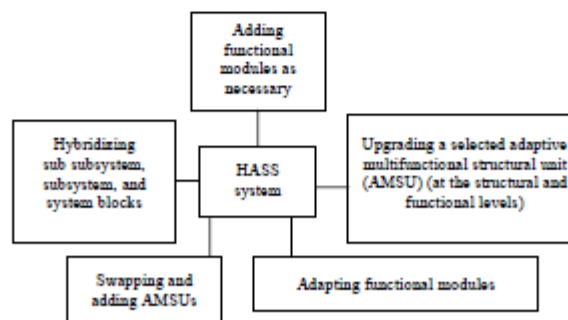 Adding
functional
modules as
necessary
Hybridizing
sub subsystem,
subsystem, and
system blocks
HASS
system
Upgrading a selected adaptive
multifunctional structural unit
(AMSU) (at the structural and
functional levels)
Swapping and
adding AMSUs
Adapting functional modules